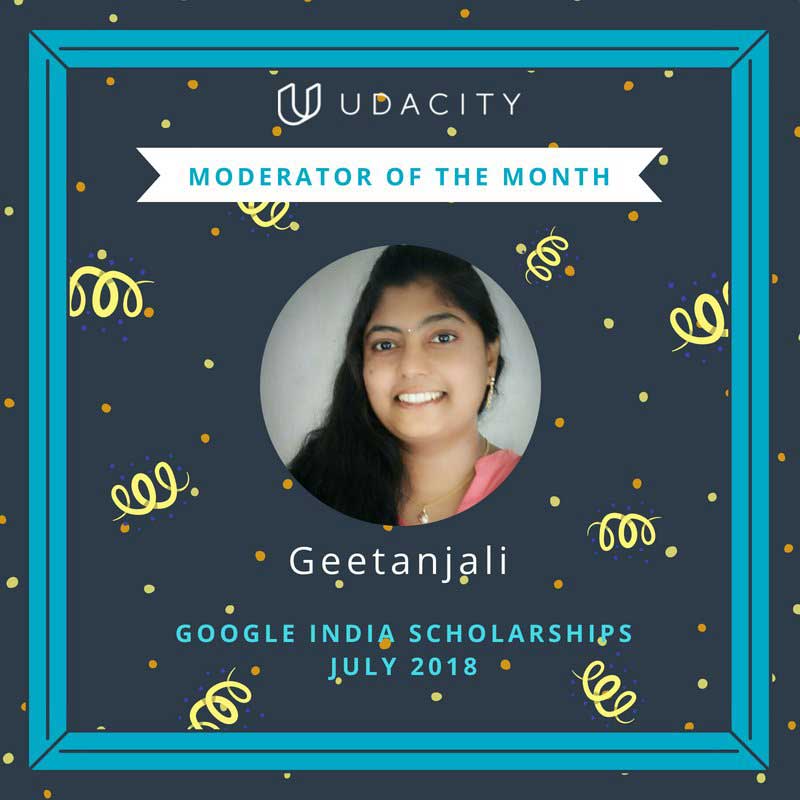 UDACITY
MODERATOR OF THE MONTH
Geetanjali
GOOGLE INDIA SCHOLARSHIPS
JULY 2018